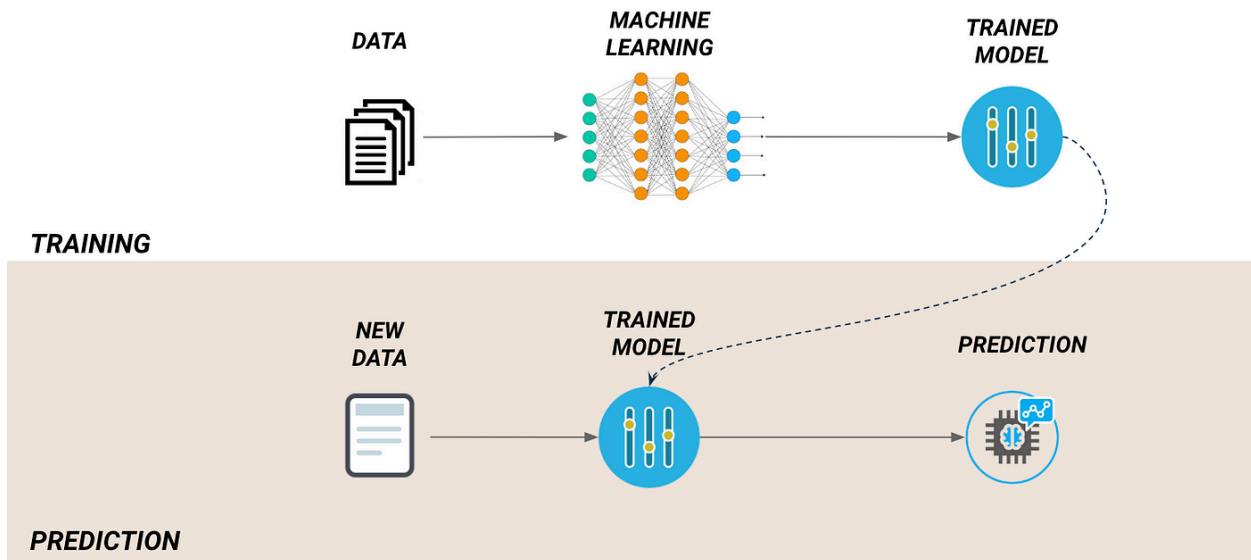 DATA
MACHINE
LEARNING
TRAINED
MODEL
TRAINING
NEW
DATA
TRAINED
MODEL
PREDICTION
PREDICTION